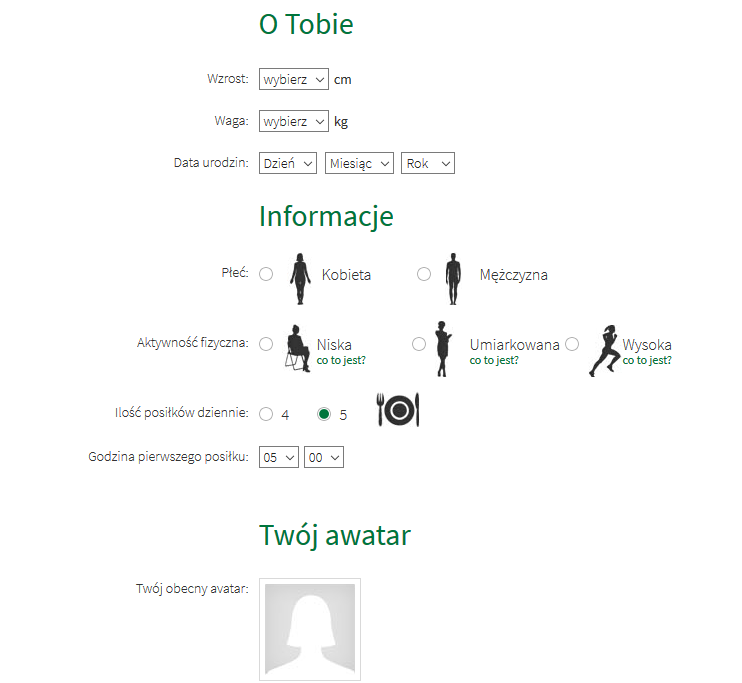 O Tobie
Wzrost: wybierz cm
Waga: wybierz kg
Data urodzin: Dzień Miesiąc Rok
Informacje
Płeć: Kobieta Mężczyzna
Aktywność fizyczna: Niska Umiarkowana Wysoka
co to jest? co to jest? co to jest?
Ilość posiłków dziennie: 4 5
Godzina pierwszego posiłku: 05 00
Twój awatar
Twój obecny avatar: